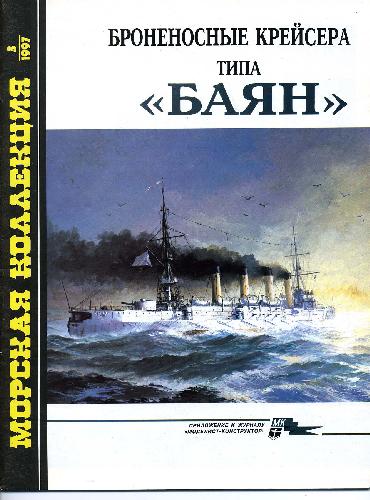 БРОНЕНОСНЫЕ КРЕЙСЕРА
ТИПА
«БАЯН»
3
1997
МОРСКАЯ КОЛЛЕКЦИЯ
ПРИЛОЖЕНИЕ К ЖУРНАЛУ
«МОДЕЛИСТ-КОНСТРУКТОР»
МК